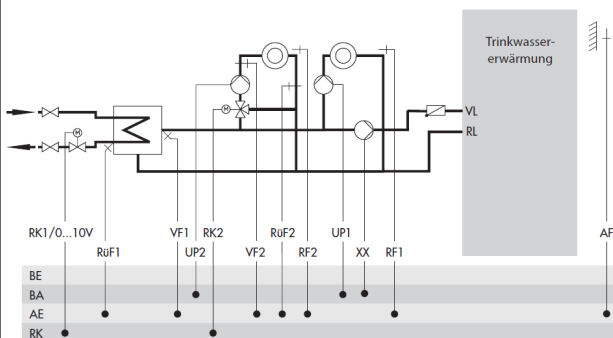 Trinkwasser-
erwärmung
M
M
VL
RL
RK1/0...10V VF1 RK2 RüF2 UP1 AF
RüF1 UP2 VF2 RF2 XX RF1
BE
BA
AE
RK